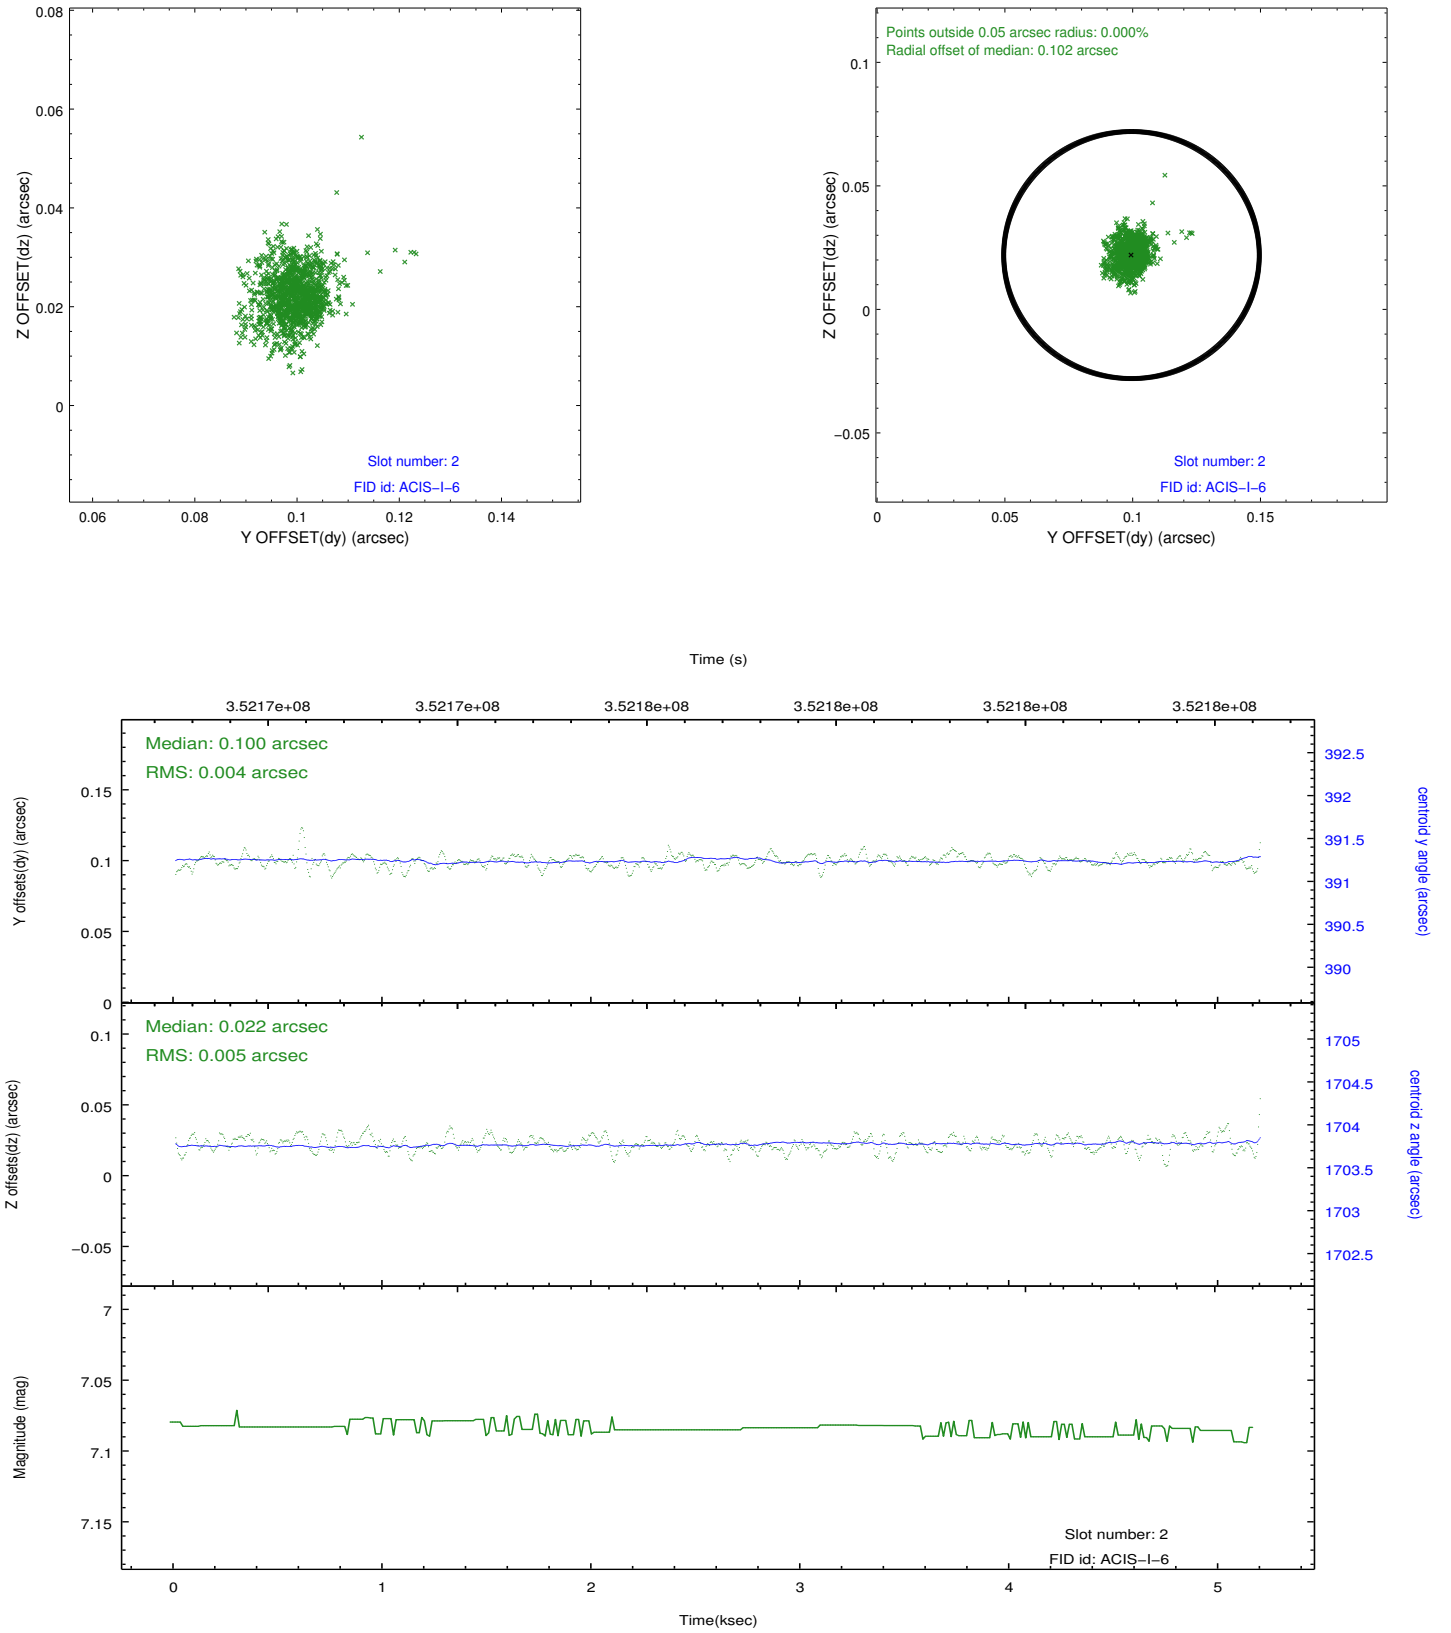 0.08
0.06
0.04
0.02
0
Z OFFSET(dz) (arcsec)
Slot number: 2
FID id: ACIS−I−6
0.06 0.08 0.1 0.12 0.14
Y OFFSET(dy) (arcsec)
Points outside 0.05 arcsec radius: 0.000%
Radial offset of median: 0.102 arcsec
0.1
0.05
0
−0.05
Z OFFSET(dz) (arcsec)
Slot number: 2
FID id: ACIS−I−6
0 0.05 0.1 0.15
Y OFFSET(dy) (arcsec)
Time (s)
3.5217e+08 3.5217e+08 3.5218e+08 3.5218e+08 3.5218e+08 3.5218e+08
Median: 0.100 arcsec
RMS: 0.004 arcsec
0.15
0.1
0.05
0
Y offsets(dy) (arcsec)
392.5
392
391.5
391
390.5
390
centroid y angle (arcsec)
Median: 0.022 arcsec
RMS: 0.005 arcsec
0.1
0.05
0
−0.05
Z offsets(dz) (arcsec)
1705
1704.5
1704
1703.5
1703
1702.5
centroid z angle (arcsec)
7
7.05
7.1
7.15
Magnitude (mag)
Slot number: 2
FID id: ACIS−I−6
0 1 2 3 4 5
Time(ksec)